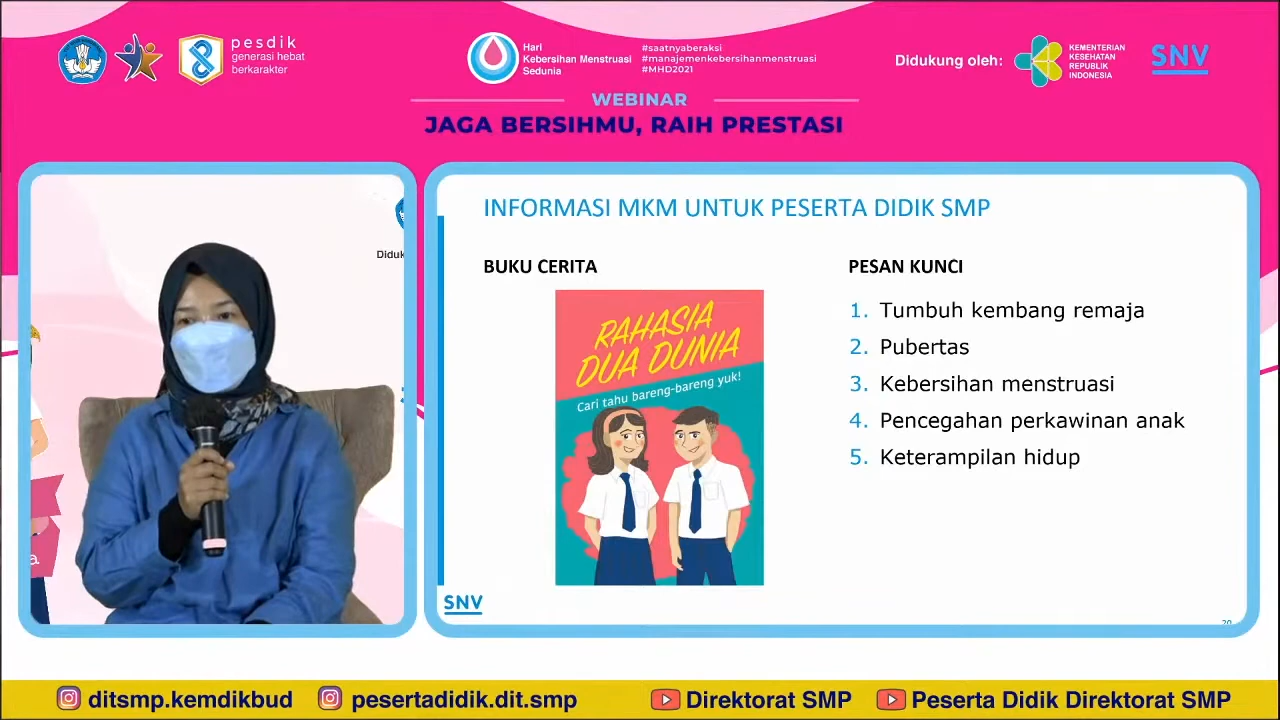 pesdik
generasi hebat
berkarakter
Hari
Kebersihan Menstruasi
Sedunia
#saatnyaberaksi
#manajemenkebersihanmenstruasi
#MHD2021
Didukung oleh:
KEMENTERIAN
KESEHATAN
REPUBLIK
INDONESIA
SNV
WEBINAR
JAGA BERSIHMU, RAIH PRESTASI
Diduk
a
INFORMASI MKM UNTUK PESERTA DIDIK SMP
BUKU CERITA
RAHASIA
DUA DUNIA
Cari tahu bareng-bareng yuk!
PESAN KUNCI
1. Tumbuh kembang remaja
2. Pubertas
3. Kebersihan menstruasi
4. Pencegahan perkawinan anak
5. Keterampilan hidup
SNV
ditsmp.kemdikbud
pesertadidik.dit.smp
Direktorat SMP
Peserta Didik Direktorat SMP